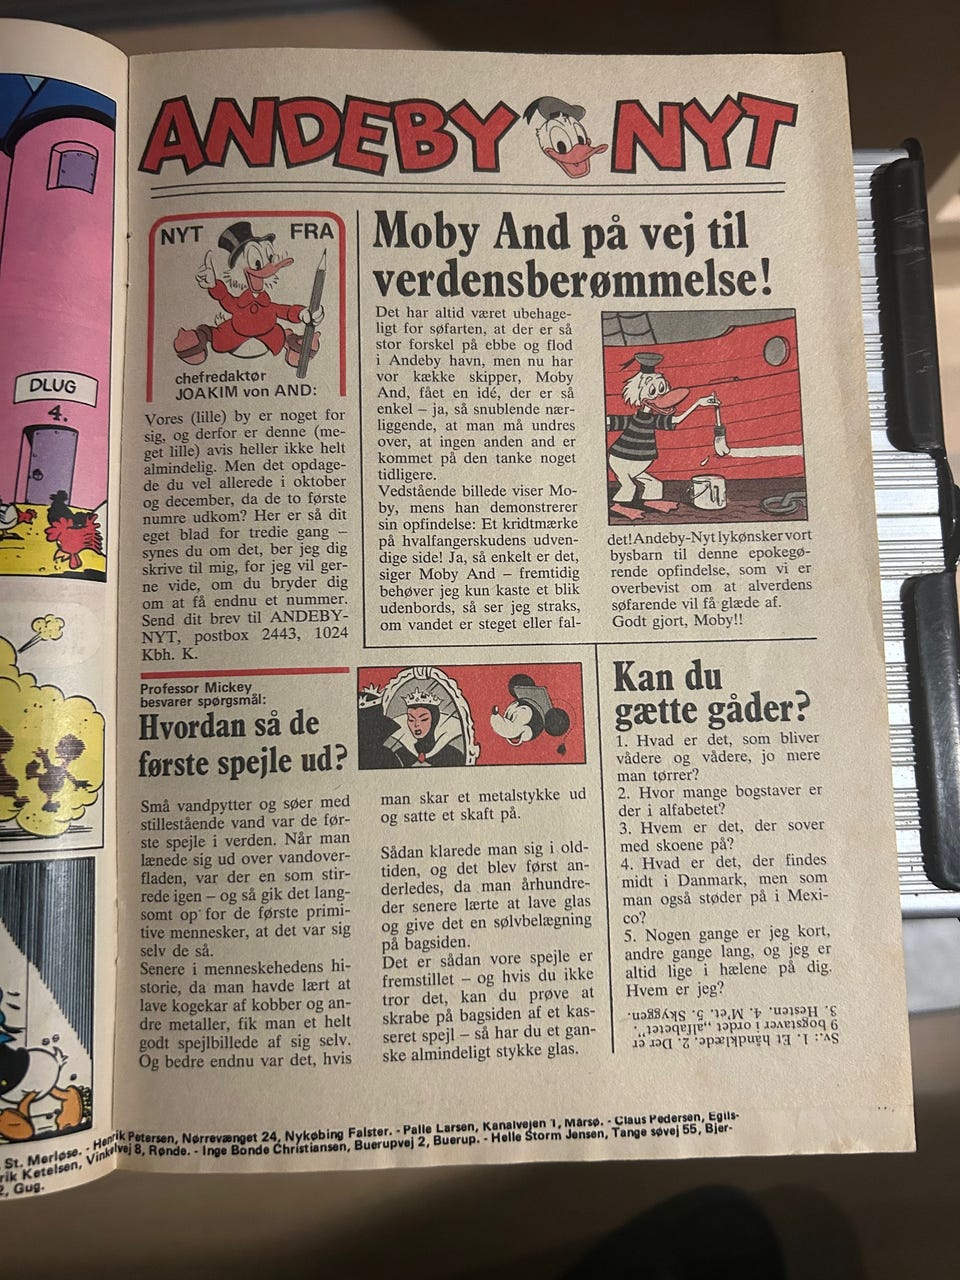 ANDEBY NYT
NYT FRA
chefredaktør
JOAKIM von AND:
Vores (lille) by er noget for
sig, og derfor er denne (me-
get lille) avis heller ikke helt
almindelig. Men det opdage-
de du vel allerede i oktober
og december, da de to første
numre udkom? Her er så dit
eget blad for tredie gang –
synes du om det, ber jeg dig
skrive til mig, for jeg vil ger-
ne vide, om du bryder dig
om at få endnu et nummer.
Send dit brev til ANDEBY-
NYT, postbox 2443, 1024
Kbh. K.
Moby And på vej til
verdensberømmelse!
Det har altid været ubehage-
ligt for søfarten, at der er så
stor forskel på ebbe og flod
i Andeby havn, men nu har
vor kække skipper, Moby
And, fået en idé, der er så
enkel – ja, så snublende nær-
liggende, at man må undres
over, at ingen anden and er
kommet på den tanke noget
tidligere.
Vedstående billede viser Mo-
by, mens han demonstrerer
sin opfindelse: Et kridtmærke
på hvalfangerskudens udven-
dige side! Ja, så enkelt er det,
siger Moby And – fremtidig
behøver jeg kun kaste et blik
udenbords, så ser jeg straks,
om vandet er steget eller fal-
det! Andeby-Nyt lykønsker vort
bysbarn til denne epokegø-
rende opfindelse, som vi er
overbevist om at alverdens
søfarende vil få glæde af.
Godt gjort, Moby!!
Professor Mickey
besvarer spørgsmål:
Hvordan så de
første spejle ud?
Små vandpytter og søer med
stillestående vand var de før-
ste spejle i verden. Når man
lænede sig ud over vandover-
fladen, var der en som stir-
rede igen – og så gik det lang-
somt op for de første primi-
tive mennesker, at det var sig
selv de så.
Senere i menneskehedens hi-
storie, da man havde lært at
lave kogekar af kobber og an-
dre metaller, fik man et helt
godt spejlbillede af sig selv.
Og bedre endnu var det, hvis
man skar et metalstykke ud
og satte et skaft på.
Sådan klarede man sig i old-
tiden, og det blev først an-
derledes, da man århundre-
der senere lærte at lave glas
og give det en sølvbelægning
på bagsiden.
Det er sådan vore spejle er
fremstillet – og hvis du ikke
tror det, kan du prøve at
skrabe på bagsiden af et kas-
seret spejl – så har du et gan-
ske almindeligt stykke glas.
Kan du
gætte gåder?
1. Hvad er det, som bliver
vådere og vådere, jo mere
man tørrer?
2. Hvor mange bogstaver er
der i alfabetet?
3. Hvem er det, der sover
med skoene på?
4. Hvad er det, der findes
midt i Danmark, men som
man også støder på i Mexi-
co?
5. Nogen gange er jeg kort,
andre gange lang, og jeg er
altid lige i hælene på dig.
Hvem er jeg?
Sv.: 1. Et håndklæde. 2. Der er
9 bogstaver i ordet „alfabetet”.
3. Hesten. 4. M'et. 5. Skyggen.
DLUG
4.
St. Merløse. - Henrik Petersen, Nørrevænget 24, Nykøbing Falster. - Palle Larsen, Kanalvejen 1, Mårsø. - Claus Pedersen, Egils-
rik Ketelsen, Vinkelvej 8, Rønde. - Inge Bonde Christiansen, Buerupvej 2, Buerup. - Helle Storm Jensen, Tange søvej 55, Bjer-
2, Gug.